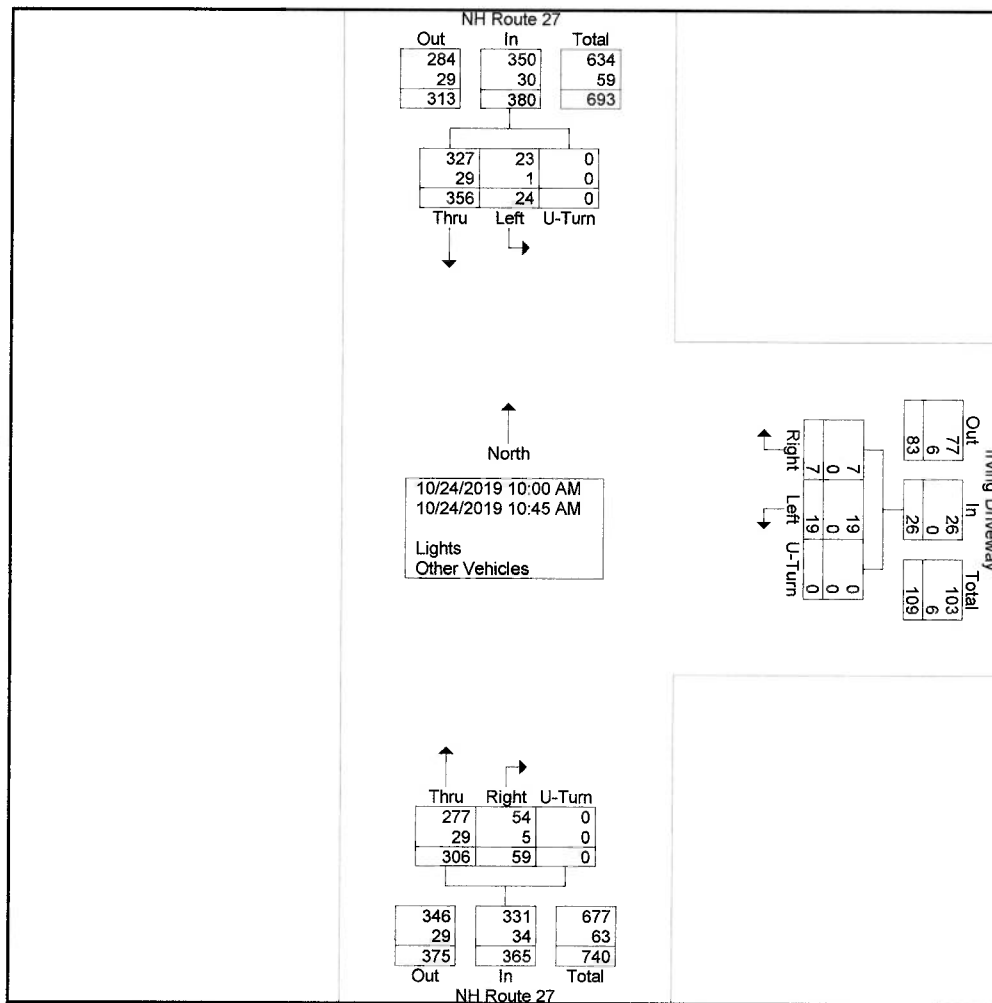 NH Route 27
Out In Total
284 350 634
29 30 59
313 380 693
327 23 0
29 1 0
356 24 0
Thru Left U-Turn
North
10/24/2019 10:00 AM
10/24/2019 10:45 AM
Lights
Other Vehicles
Irving Driveway
Out In Total
77 26 103
6 0 6
83 26 109
7 19 0
0 0 0
7 19 0
Right Left U-Turn
Thru Right U-Turn
277 54 0
29 5 0
306 59 0
346 331 677
29 34 63
375 365 740
Out In Total
NH Route 27